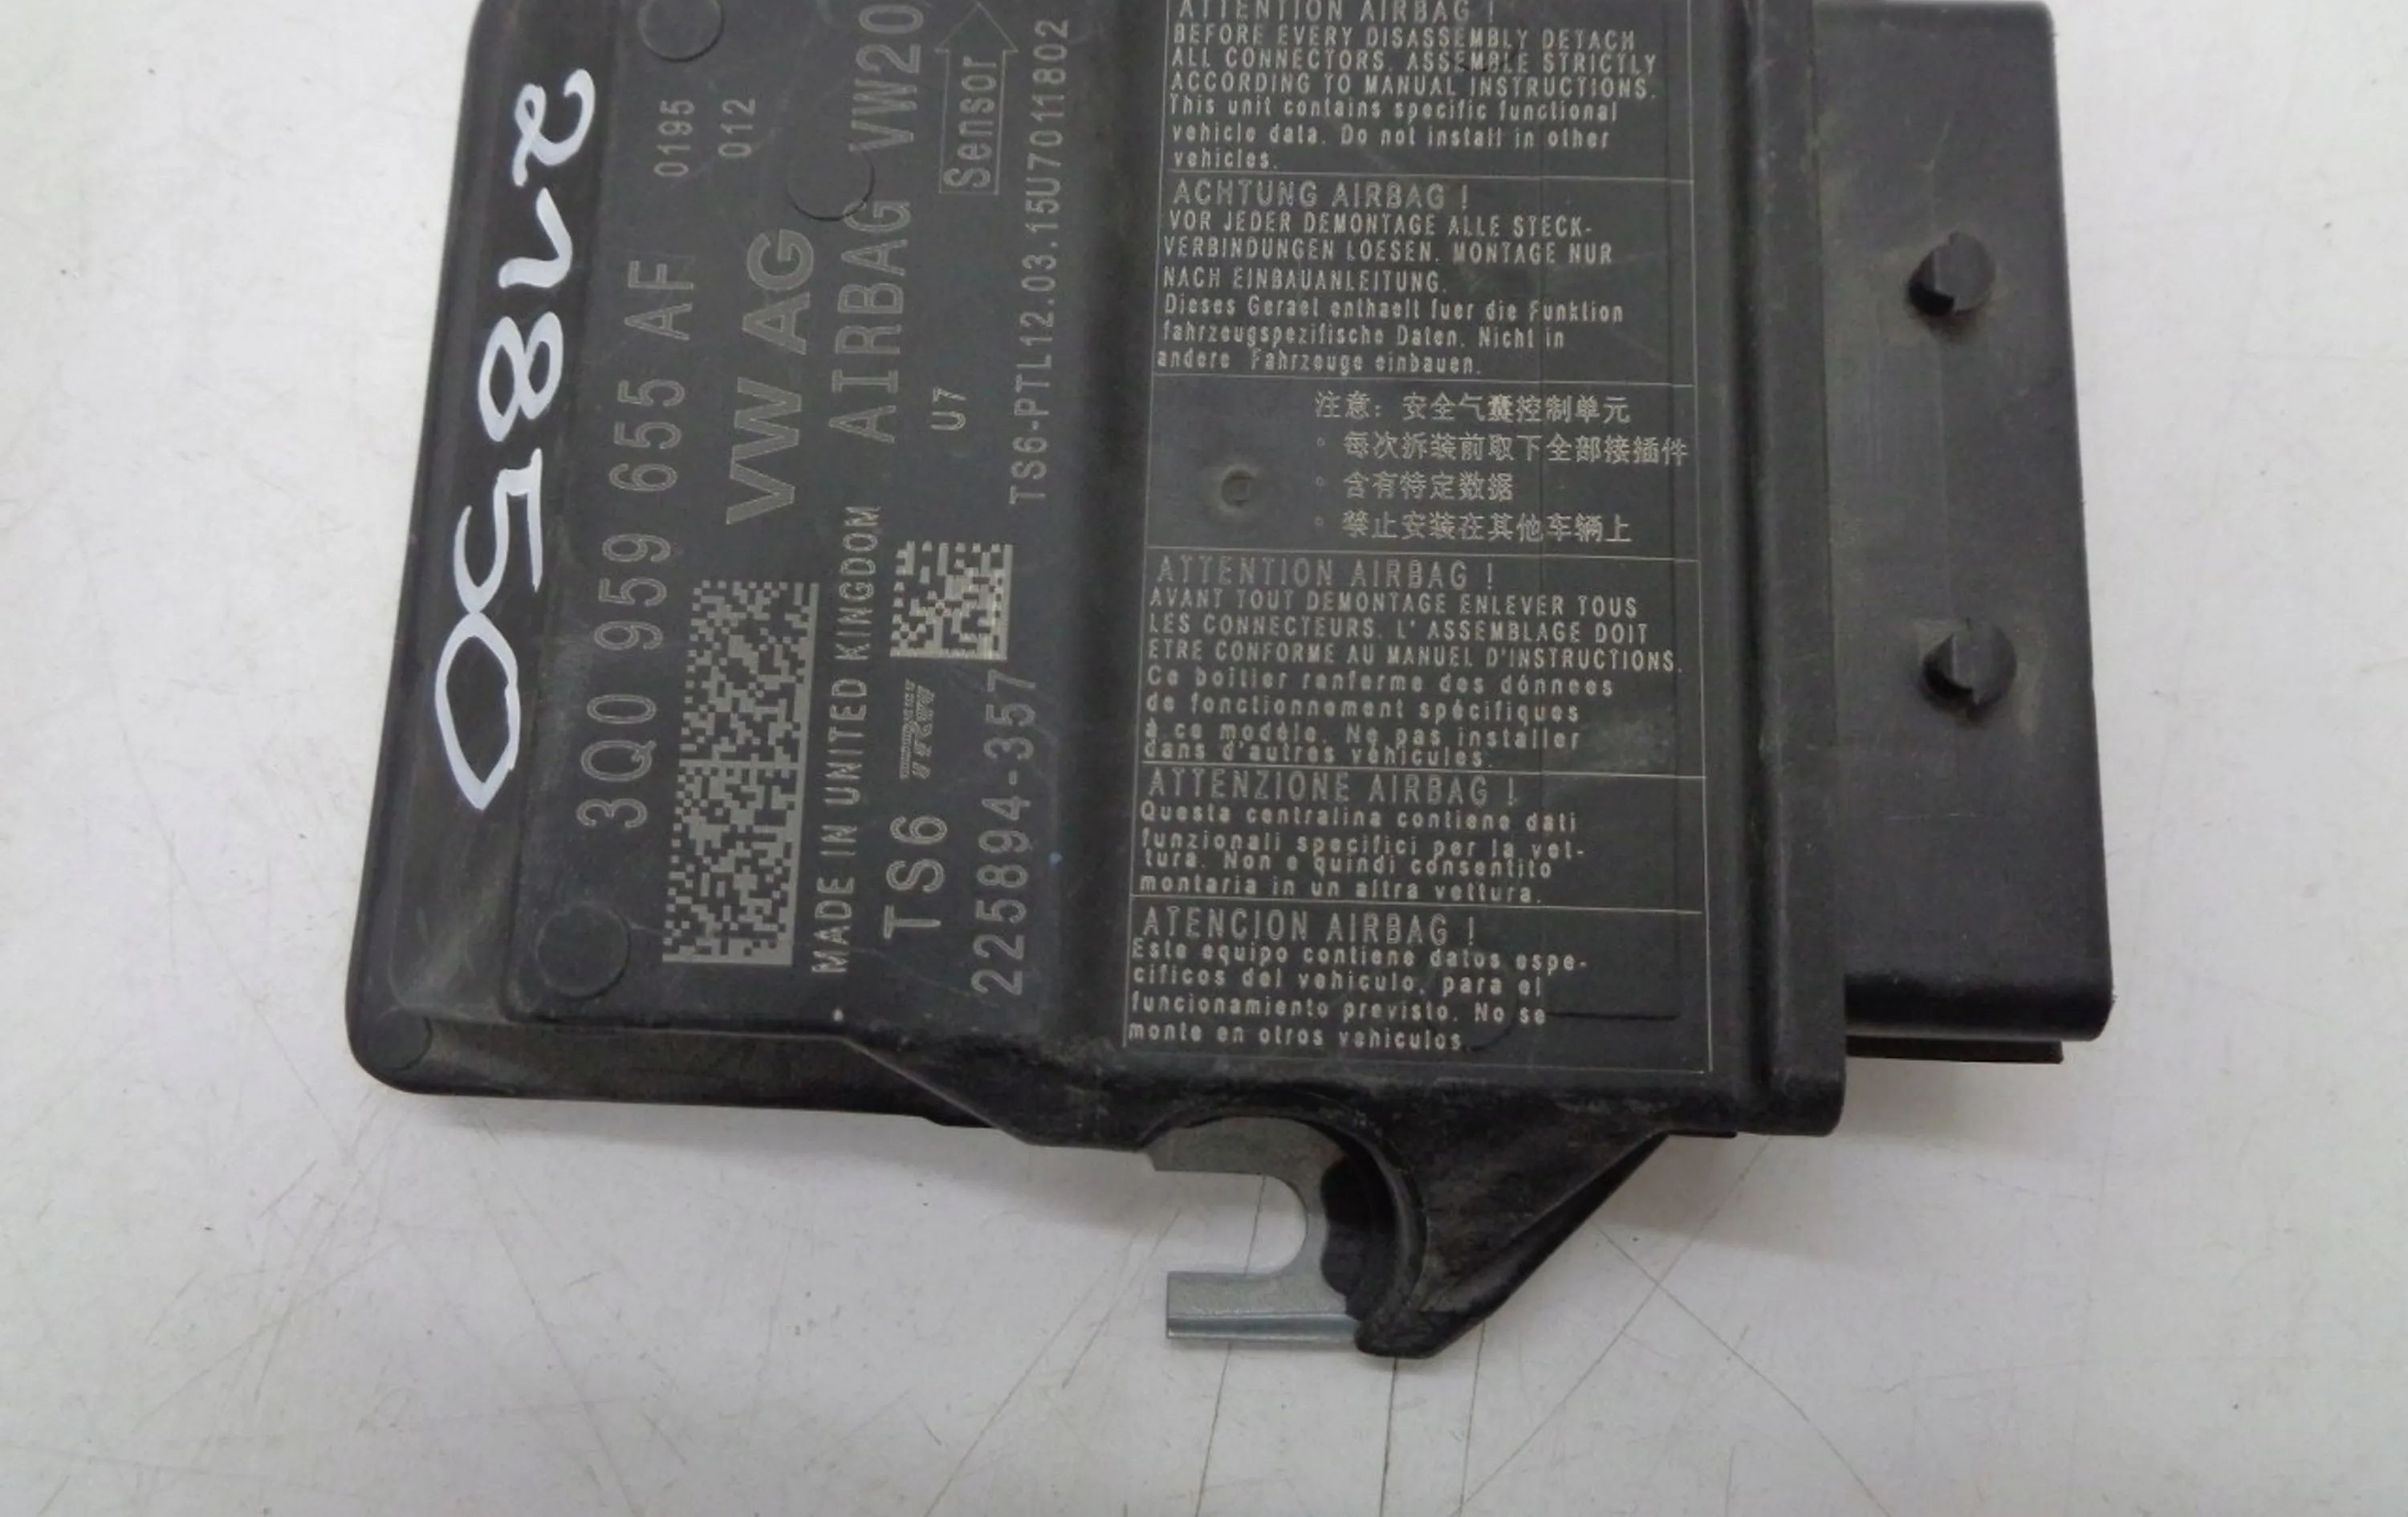 3Q0 959 655 AF 0195
012
VW AG
AIRBAG VW20
MADE IN UNITED KINGDOM
TS6 TRW U7 Sensor
225894-357
TS6-PTL12.03.15U7011802
ATTENTION AIRBAG !
BEFORE EVERY DISASSEMBLY DETACH
ALL CONNECTORS. ASSEMBLE STRICTLY
ACCORDING TO MANUAL INSTRUCTIONS.
This unit contains specific functional
vehicle data. Do not install in other
vehicles.
ACHTUNG AIRBAG !
VOR JEDER DEMONTAGE ALLE STECK-
VERBINDUNGEN LOESEN. MONTAGE NUR
NACH EINBAUANLEITUNG.
Dieses Geraet enthaelt fuer die Funktion
fahrzeugspezifische Daten. Nicht in
andere Fahrzeuge einbauen.
注意: 安全气囊控制单元
◦ 每次拆装前取下全部接插件
◦ 含有特定数据
◦ 禁止安装在其他车辆上
ATTENTION AIRBAG !
AVANT TOUT DEMONTAGE ENLEVER TOUS
LES CONNECTEURS. L' ASSEMBLAGE DOIT
ETRE CONFORME AU MANUEL D'INSTRUCTIONS.
Ce boîtier renferme des dónnees
de fonctionnement spécifiques
à ce modèle. Ne pas installer
dans d'autres véhicules.
ATTENZIONE AIRBAG !
Questa centralina contiene dati
funzionali specifici per la vet-
tura. Non e quindi consentito
montaria in un altra vettura.
ATENCION AIRBAG !
Este equipo contiene datos espe-
cificos del vehiculo, para el
funcionamiento previsto. No se
monte en otros vehiculos.